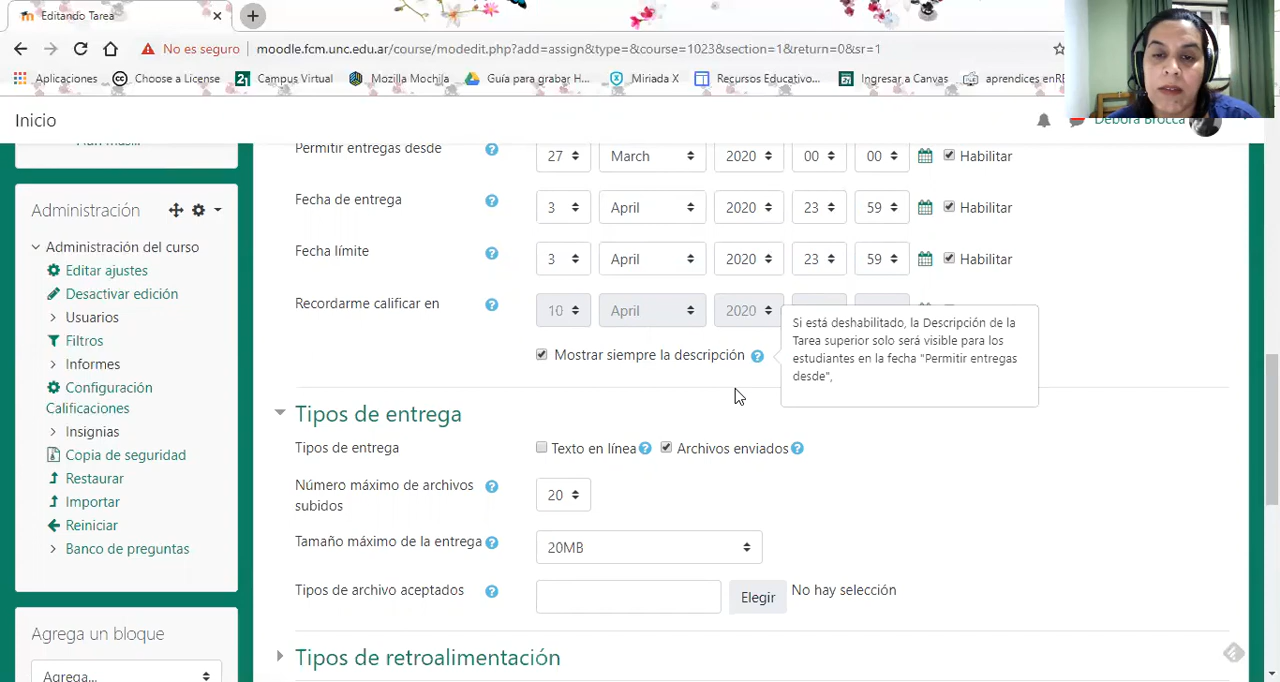 Editando Tarea
No es seguro
moodle.fcm.unc.edu.ar/course/modedit.php?add=assign&type=&course=1023&section=1&return=0&sr=1
Aplicaciones
Choose a License
Campus Virtual
Mozilla Mochila
Guía para grabar H...
Miriada X
Recursos Educativo...
Ingresar a Canvas
aprendices enRE
Inicio
Debora Brocca
Permitir entregas desde
27 March 2020 00 00 Habilitar
Fecha de entrega
3 April 2020 23 59 Habilitar
Fecha límite
3 April 2020 23 59 Habilitar
Recordarme calificar en
10 April 2020
Mostrar siempre la descripción
Si está deshabilitado, la Descripción de la
Tarea superior solo será visible para los
estudiantes en la fecha "Permitir entregas
desde",
Tipos de entrega
Tipos de entrega
Texto en línea
Archivos enviados
Número máximo de archivos
subidos
20
Tamaño máximo de la entrega
20MB
Tipos de archivo aceptados
Elegir
No hay selección
Tipos de retroalimentación
Administración
Administración del curso
Editar ajustes
Desactivar edición
Usuarios
Filtros
Informes
Configuración
Calificaciones
Insignias
Copia de seguridad
Restaurar
Importar
Reiniciar
Banco de preguntas
Agrega un bloque
Agrega...